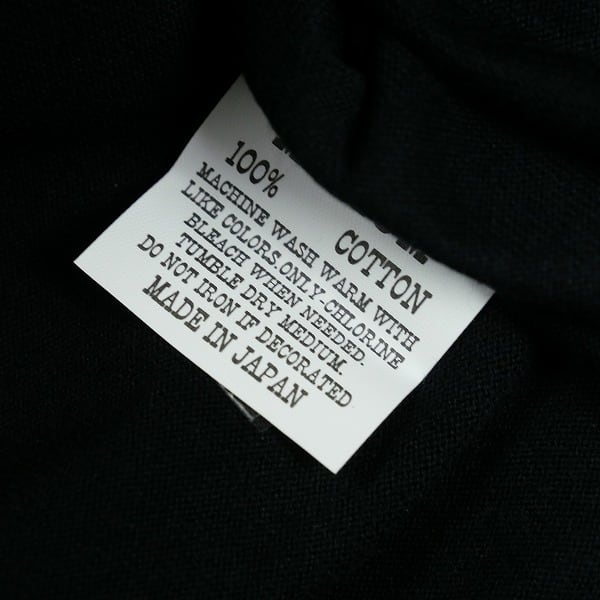 100% COTTON
MACHINE WASH WARM WITH
LIKE COLORS.ONLY-CHLORINE
BLEACH WHEN NEEDED.
TUMBLE DRY MEDIUM.
DO NOT IRON IF DECORATED
MADE IN JAPAN